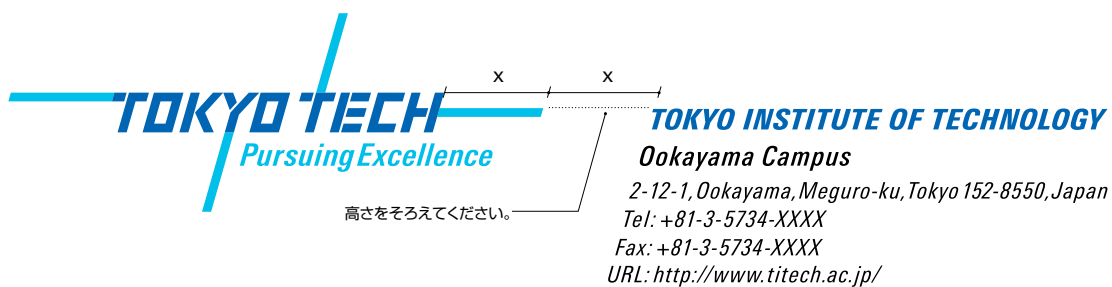 x x
TOKYO TECH
Pursuing Excellence
高さをそろえてください。
TOKYO INSTITUTE OF TECHNOLOGY
Ookayama Campus
2-12-1,Ookayama,Meguro-ku,Tokyo 152-8550,Japan
Tel: +81-3-5734-XXXX
Fax: +81-3-5734-XXXX
URL: http://www.titech.ac.jp/